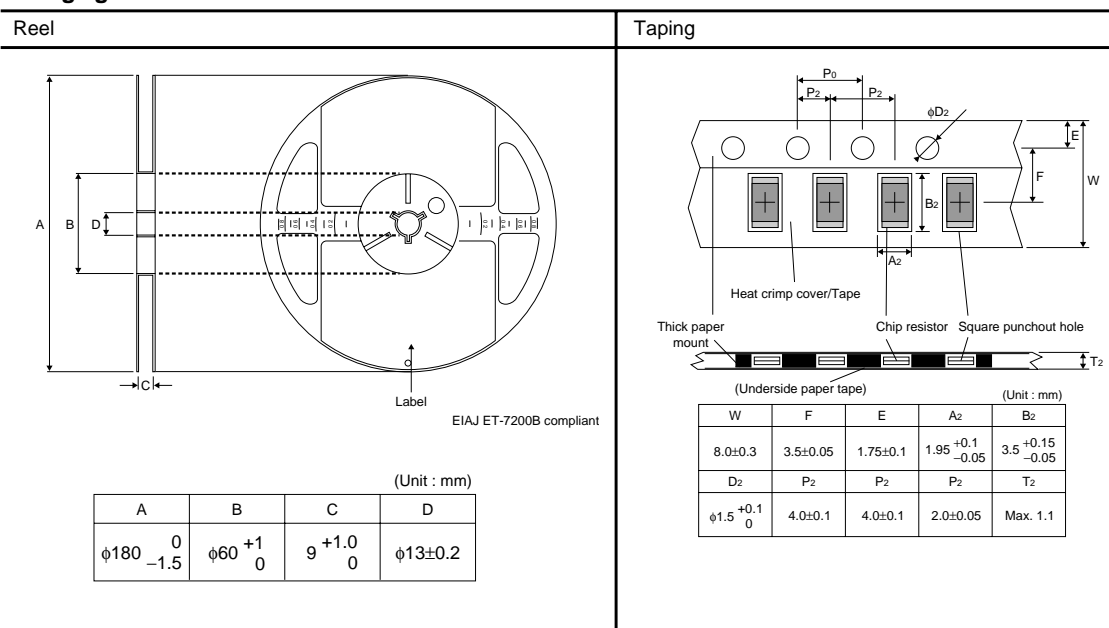 Reel
A
B
D
C
Label
EIAJ ET-7200B compliant
(Unit : mm)
A B C D
φ180 0 −1.5 φ60 +1 0 9 +1.0 0 φ13±0.2
Taping
P0
P2 P2
φD2
E
F
W
B2
A2
Heat crimp cover/Tape
Thick paper mount
Chip resistor Square punchout hole
T2
(Underside paper tape)
(Unit : mm)
W F E A2 B2
8.0±0.3 3.5±0.05 1.75±0.1 1.95 +0.1 −0.05 3.5 +0.15 −0.05
D2 P2 P2 P2 T2
φ1.5 +0.1 0 4.0±0.1 4.0±0.1 2.0±0.05 Max. 1.1